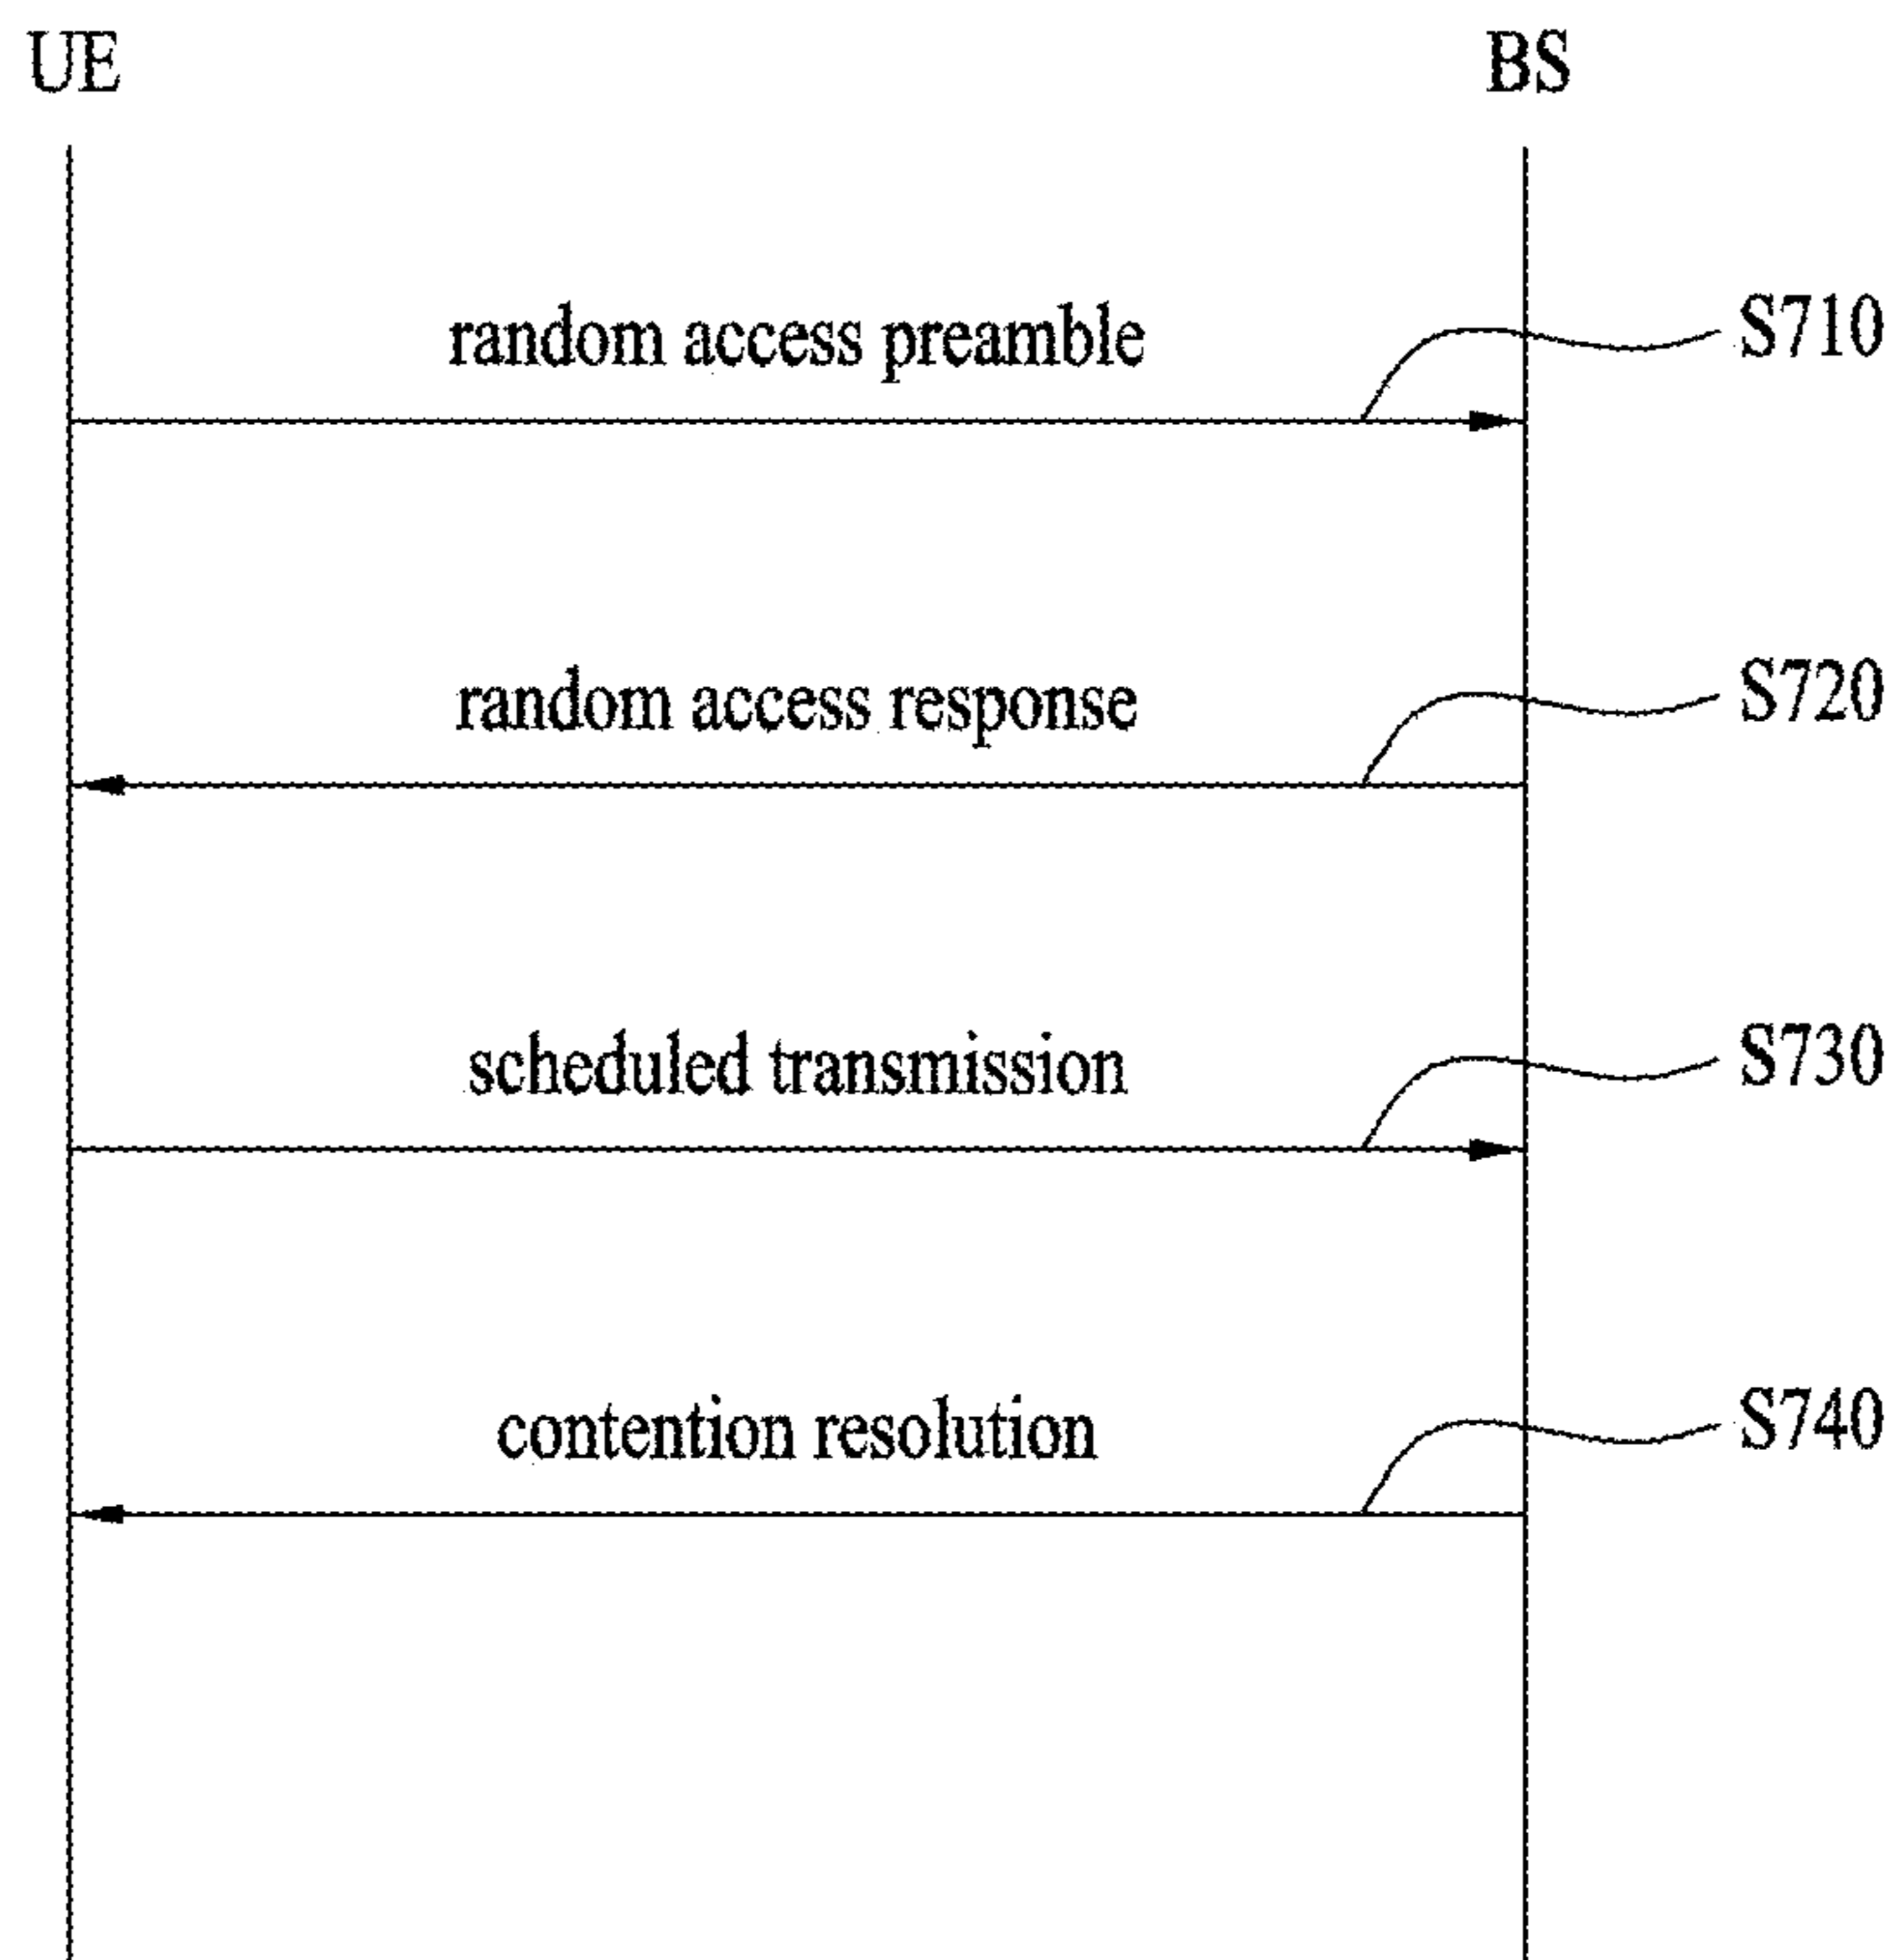 UE
BS
random access preamble
S710
random access response
S720
scheduled transmission
S730
contention resolution
S740